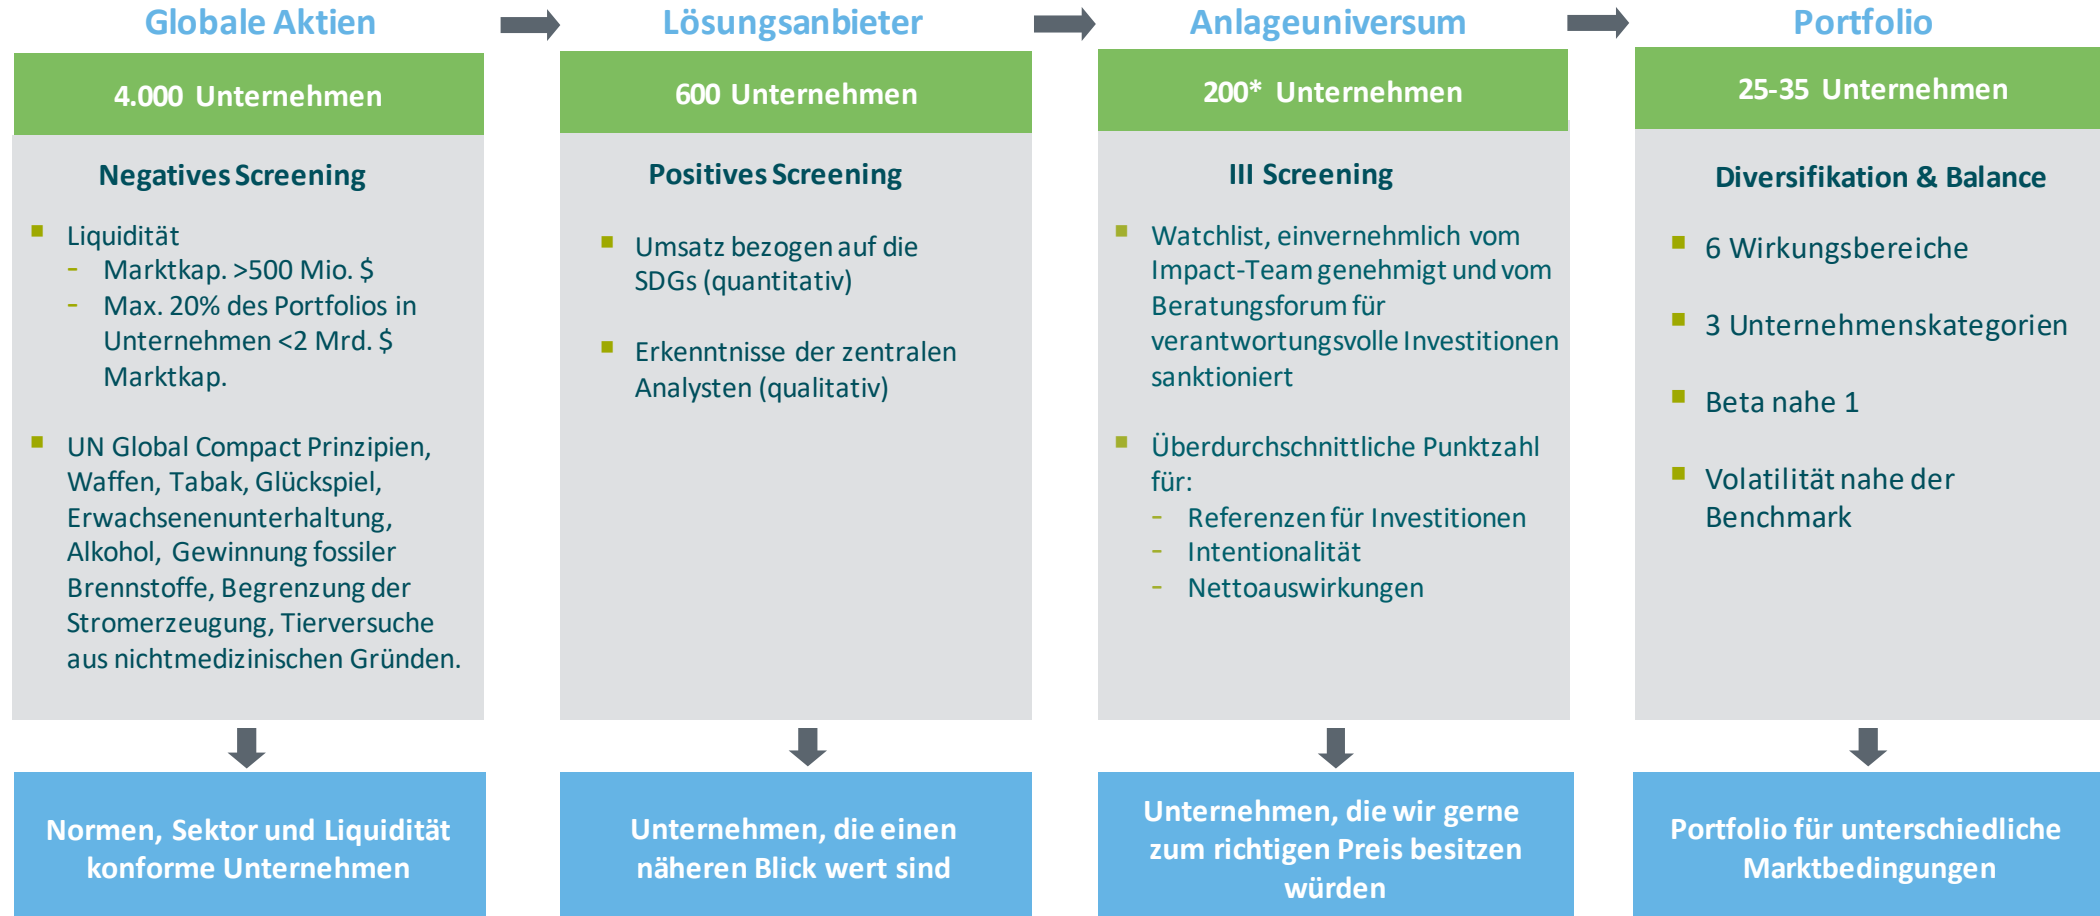 Globale Aktien
4.000 Unternehmen
Negatives Screening
Liquidität
- Marktkap. >500 Mio. $
- Max. 20% des Portfolios in
Unternehmen <2 Mrd. $
Marktkap.
UN Global Compact Prinzipien,
Waffen, Tabak, Glückspiel,
Erwachsenenunterhaltung,
Alkohol, Gewinnung fossiler
Brennstoffe, Begrenzung der
Stromerzeugung, Tierversuche
aus nichtmedizinischen Gründen.
Normen, Sektor und Liquidität
konforme Unternehmen
Lösungsanbieter
600 Unternehmen
Positives Screening
Umsatz bezogen auf die
SDGs (quantitativ)
Erkenntnisse der zentralen
Analysten (qualitativ)
Unternehmen, die einen
näheren Blick wert sind
Anlageuniversum
200* Unternehmen
III Screening
Watchlist, einvernehmlich vom
Impact-Team genehmigt und vom
Beratungsforum für
verantwortungsvolle Investitionen
sanktioniert
Überdurchschnittliche Punktzahl
für:
- Referenzen für Investitionen
- Intentionalität
- Nettoauswirkungen
Unternehmen, die wir gerne
zum richtigen Preis besitzen
würden
Portfolio
25-35 Unternehmen
Diversifikation & Balance
6 Wirkungsbereiche
3 Unternehmenskategorien
Beta nahe 1
Volatilität nahe der
Benchmark
Portfolio für unterschiedliche
Marktbedingungen